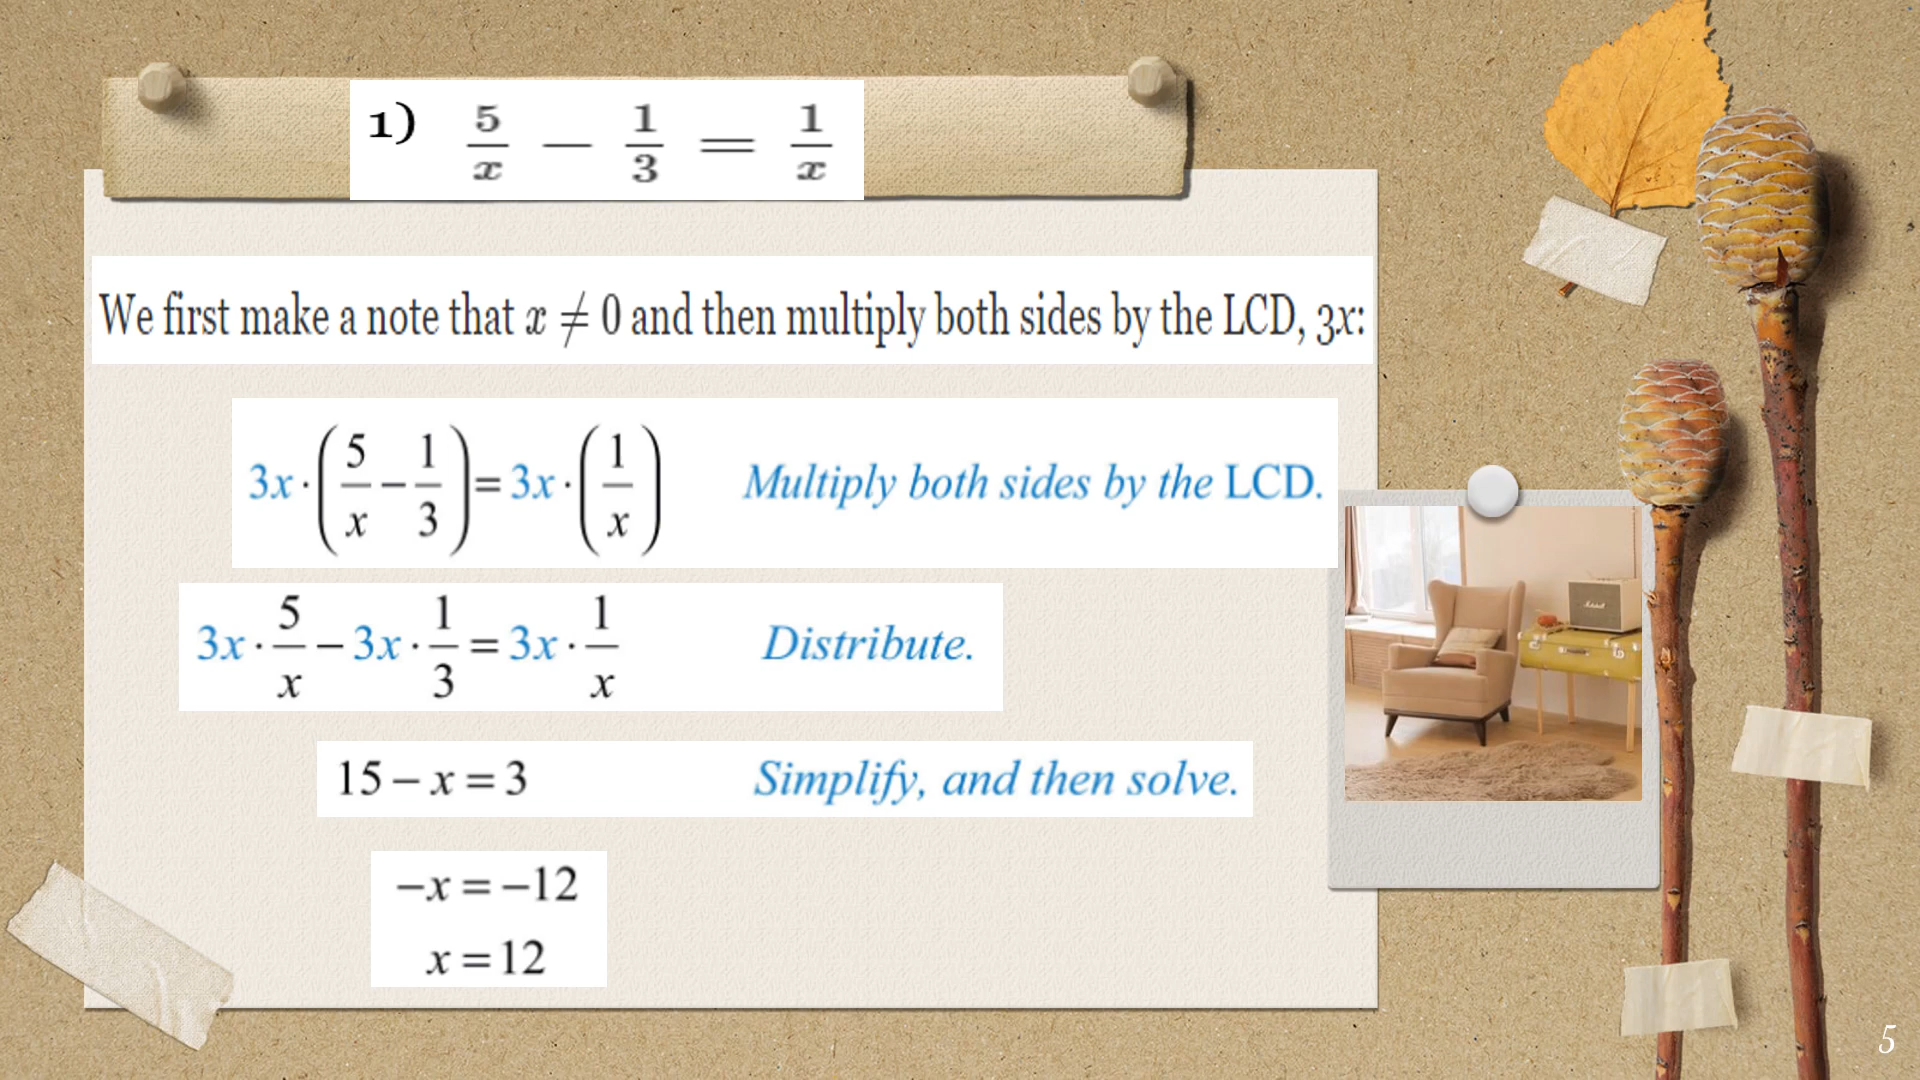 1) 5/x − 1/3 = 1/x
We first make a note that x ≠ 0 and then multiply both sides by the LCD, 3x:
3x · (5/x − 1/3) = 3x · (1/x) Multiply both sides by the LCD.
3x · 5/x − 3x · 1/3 = 3x · 1/x Distribute.
15 − x = 3 Simplify, and then solve.
−x = −12
x = 12
Marshall
5